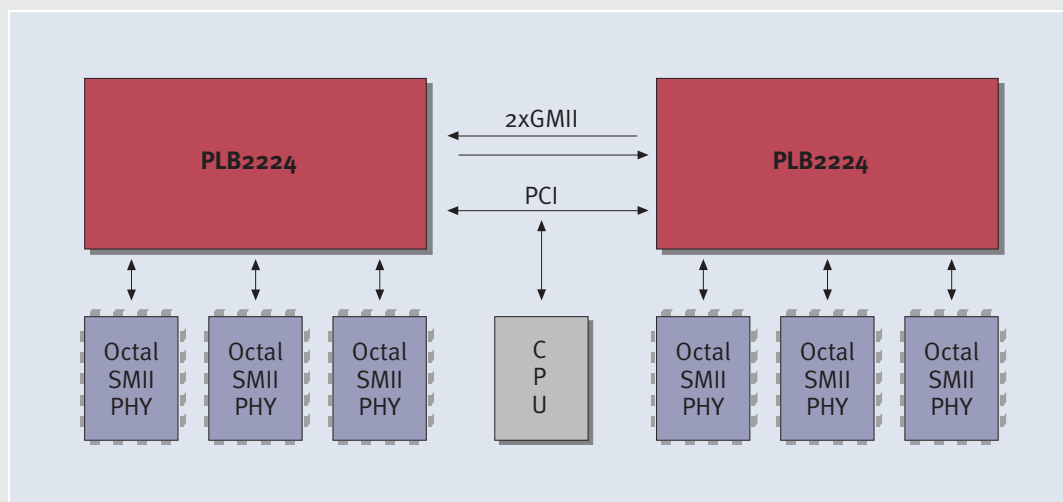 PLB2224
2xGMII
PCI
PLB2224
Octal
SMII
PHY
Octal
SMII
PHY
Octal
SMII
PHY
C
P
U
Octal
SMII
PHY
Octal
SMII
PHY
Octal
SMII
PHY